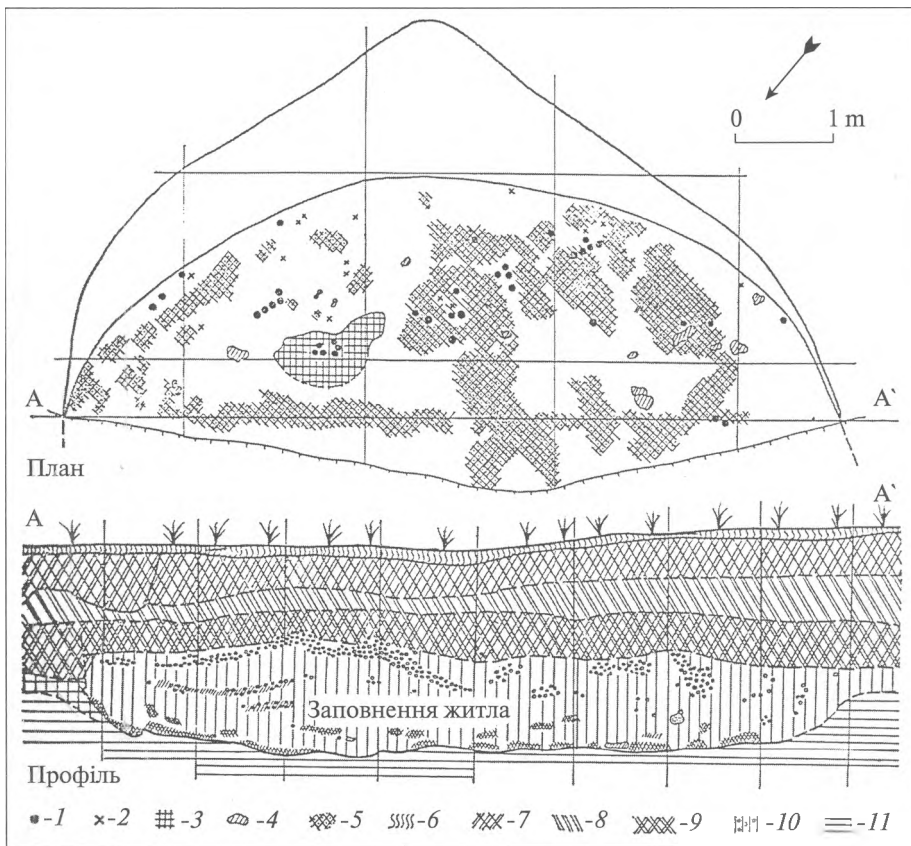 0 1 m
A A`
План
A A`
Заповнення житла
Профіль
-1 -2 -3 -4 -5 -6 -7 -8 -9 -10 -11